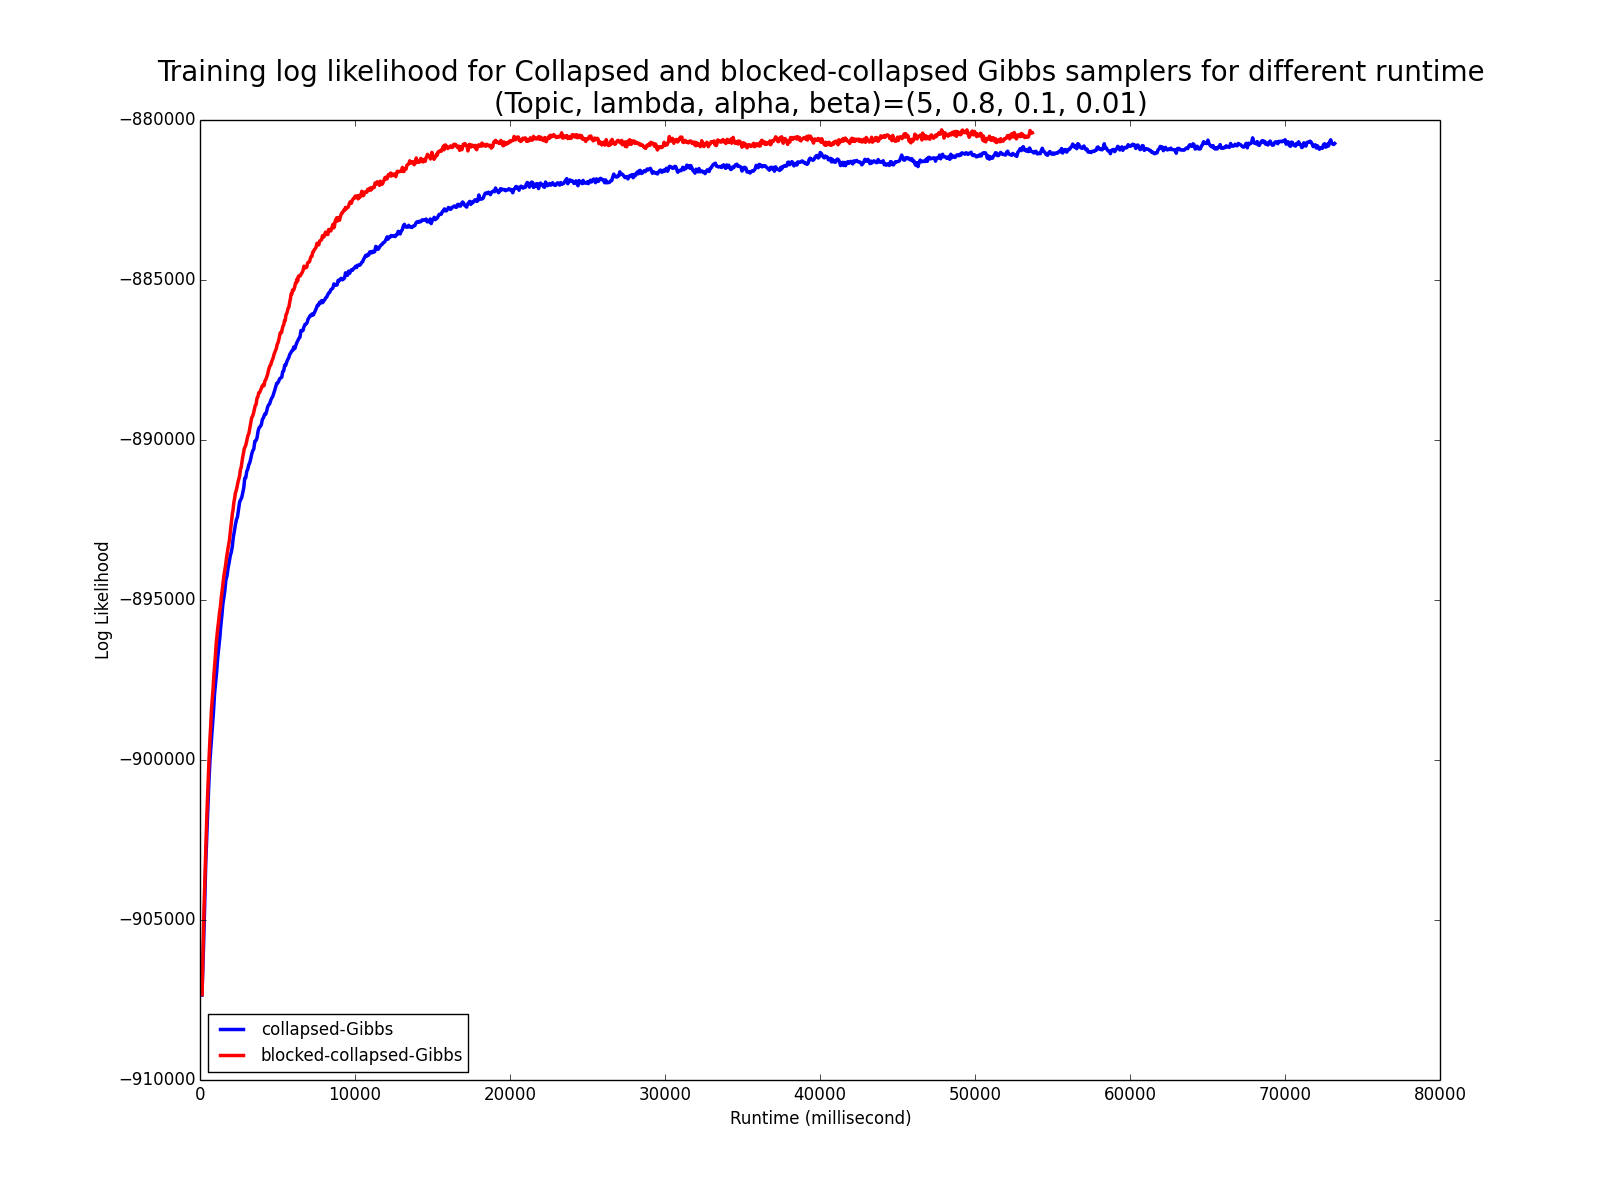 Training log likelihood for Collapsed and blocked-collapsed Gibbs samplers for different runtime
(Topic, lambda, alpha, beta)=(5, 0.8, 0.1, 0.01)
−880000
−885000
−890000
−895000
−900000
−905000
−910000
Log Likelihood
collapsed-Gibbs
blocked-collapsed-Gibbs
0 10000 20000 30000 40000 50000 60000 70000 80000
Runtime (millisecond)